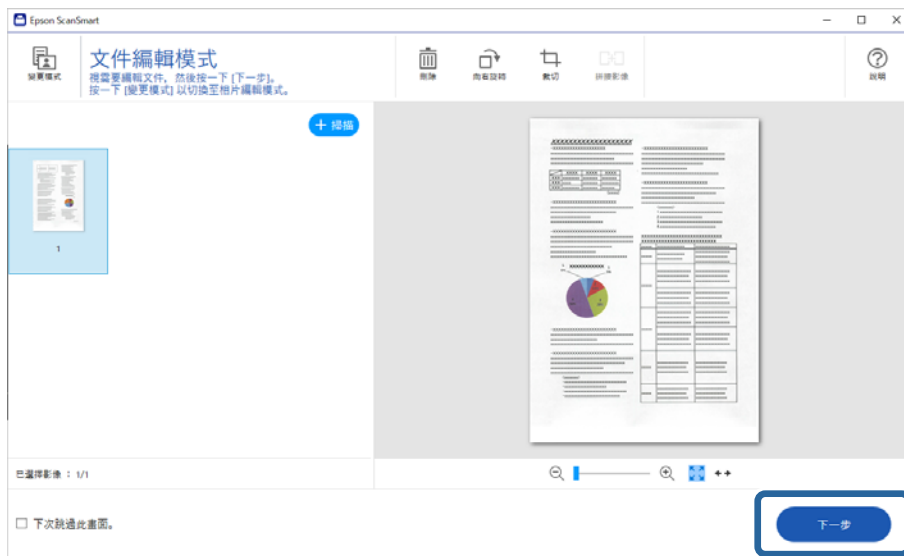 Epson ScanSmart
變更模式
文件編輯模式
視需要編輯文件，然後按一下 [下一步]。
按一下 [變更模式] 以切換至相片編輯模式。
刪除
向右旋轉
裁切
拼接影像
說明
＋ 掃描
1
已選擇影像 : 1/1
下次跳過此畫面。
下一步